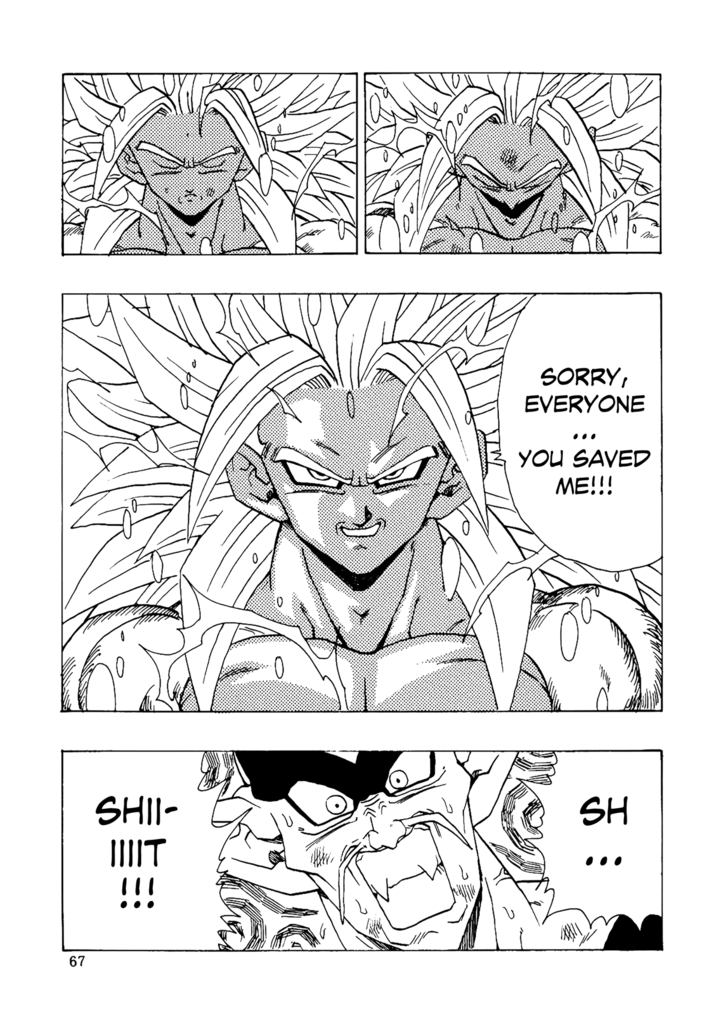 SORRY,
EVERYONE
...
YOU SAVED
ME!!!
SH
...
SHII-
IIIIT
!!!
67